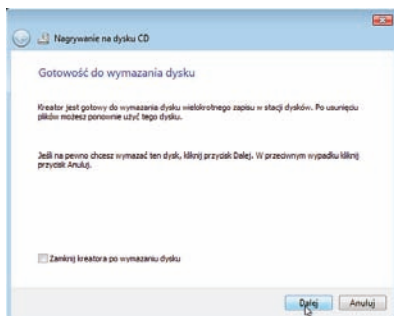 Nagrywanie na dysku CD
Gotowość do wymazania dysku
Kreator jest gotowy do wymazania dysku wielokrotnego zapisu w stacji dysków. Po usunięciu
plików możesz ponownie użyć tego dysku.
Jeśli na pewno chcesz wymazać ten dysk, kliknij przycisk Dalej. W przeciwnym wypadku kliknij
przycisk Anuluj.
Zamknij kreatora po wymazaniu dysku
Dalej Anuluj